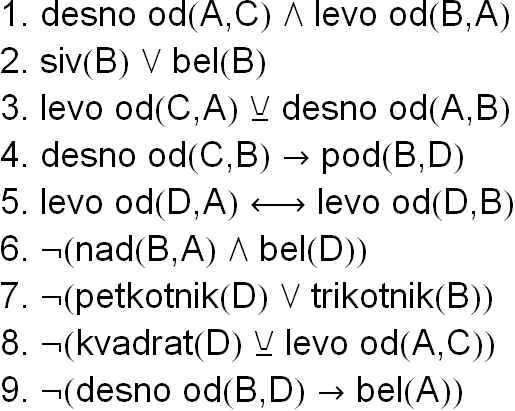 1. desno od(A,C) ∧ levo od(B,A)
2. siv(B) ∨ bel(B)
3. levo od(C,A) ⊻ desno od(A,B)
4. desno od(C,B) → pod(B,D)
5. levo od(D,A) ⟷ levo od(D,B)
6. ¬(nad(B,A) ∧ bel(D))
7. ¬(petkotnik(D) ∨ trikotnik(B))
8. ¬(kvadrat(D) ⊻ levo od(A,C))
9. ¬(desno od(B,D) → bel(A))